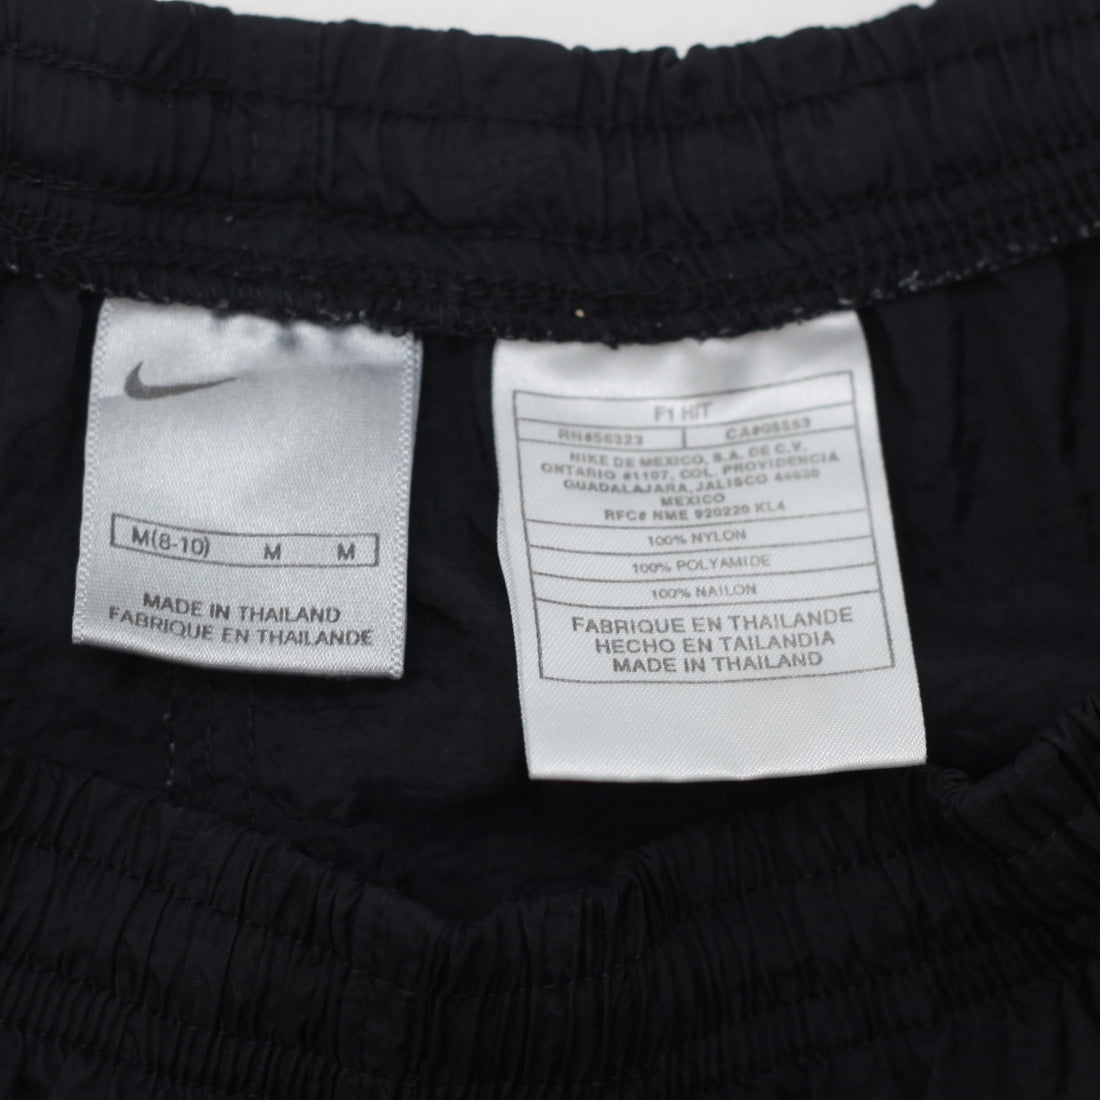 M(8-10) M M
MADE IN THAILAND
FABRIQUE EN THAILANDE
F1 HIT
RN#56323 CA#05553
NIKE DE MEXICO, S.A. DE C.V.
ONTARIO #1107, COL. PROVIDENCIA
GUADALAJARA, JALISCO 44630
MEXICO
RFC# NME 920220 KL4
100% NYLON
100% POLYAMIDE
100% NAILON
FABRIQUE EN THAILANDE
HECHO EN TAILANDIA
MADE IN THAILAND